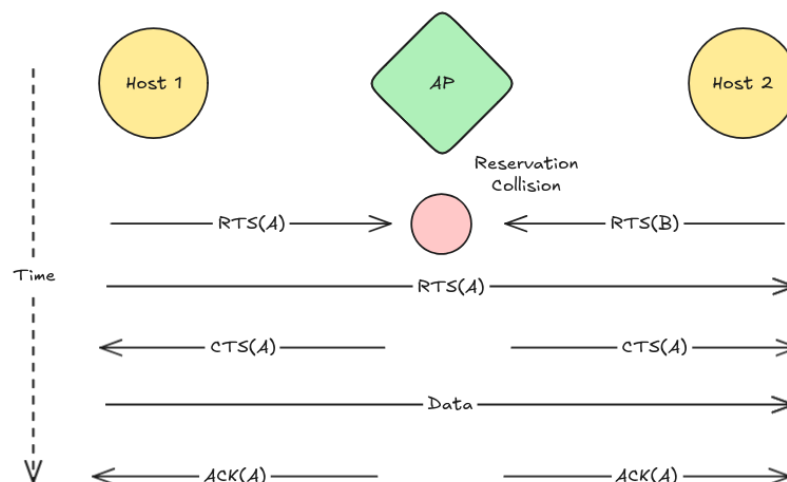 Host 1
AP
Host 2
Reservation
Collision
RTS(A)
RTS(B)
Time
RTS(A)
CTS(A)
CTS(A)
Data
ACK(A)
ACK(A)